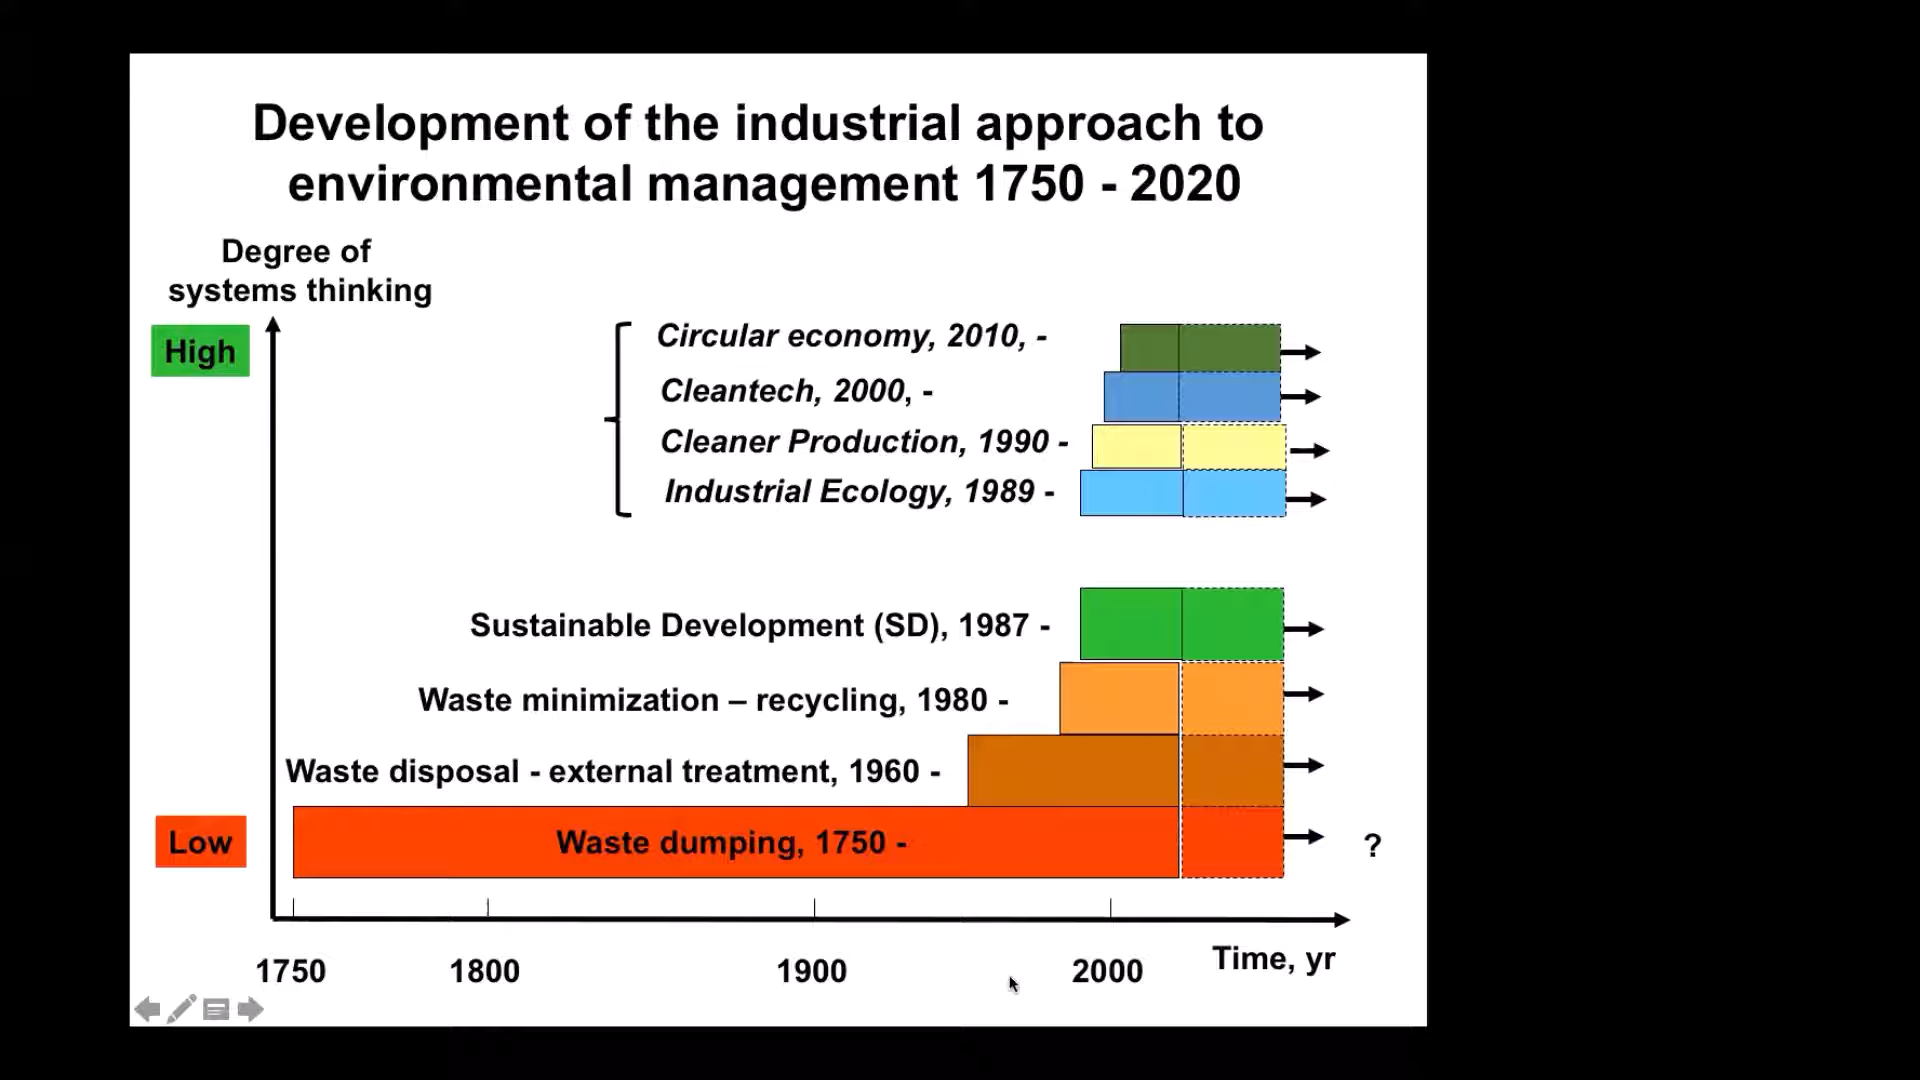 Development of the industrial approach to
environmental management 1750 - 2020
Degree of
systems thinking
High
Circular economy, 2010, -
Cleantech, 2000, -
Cleaner Production, 1990 -
Industrial Ecology, 1989 -
Sustainable Development (SD), 1987 -
Waste minimization – recycling, 1980 -
Waste disposal - external treatment, 1960 -
Low
Waste dumping, 1750 -
?
1750
1800
1900
2000
Time, yr